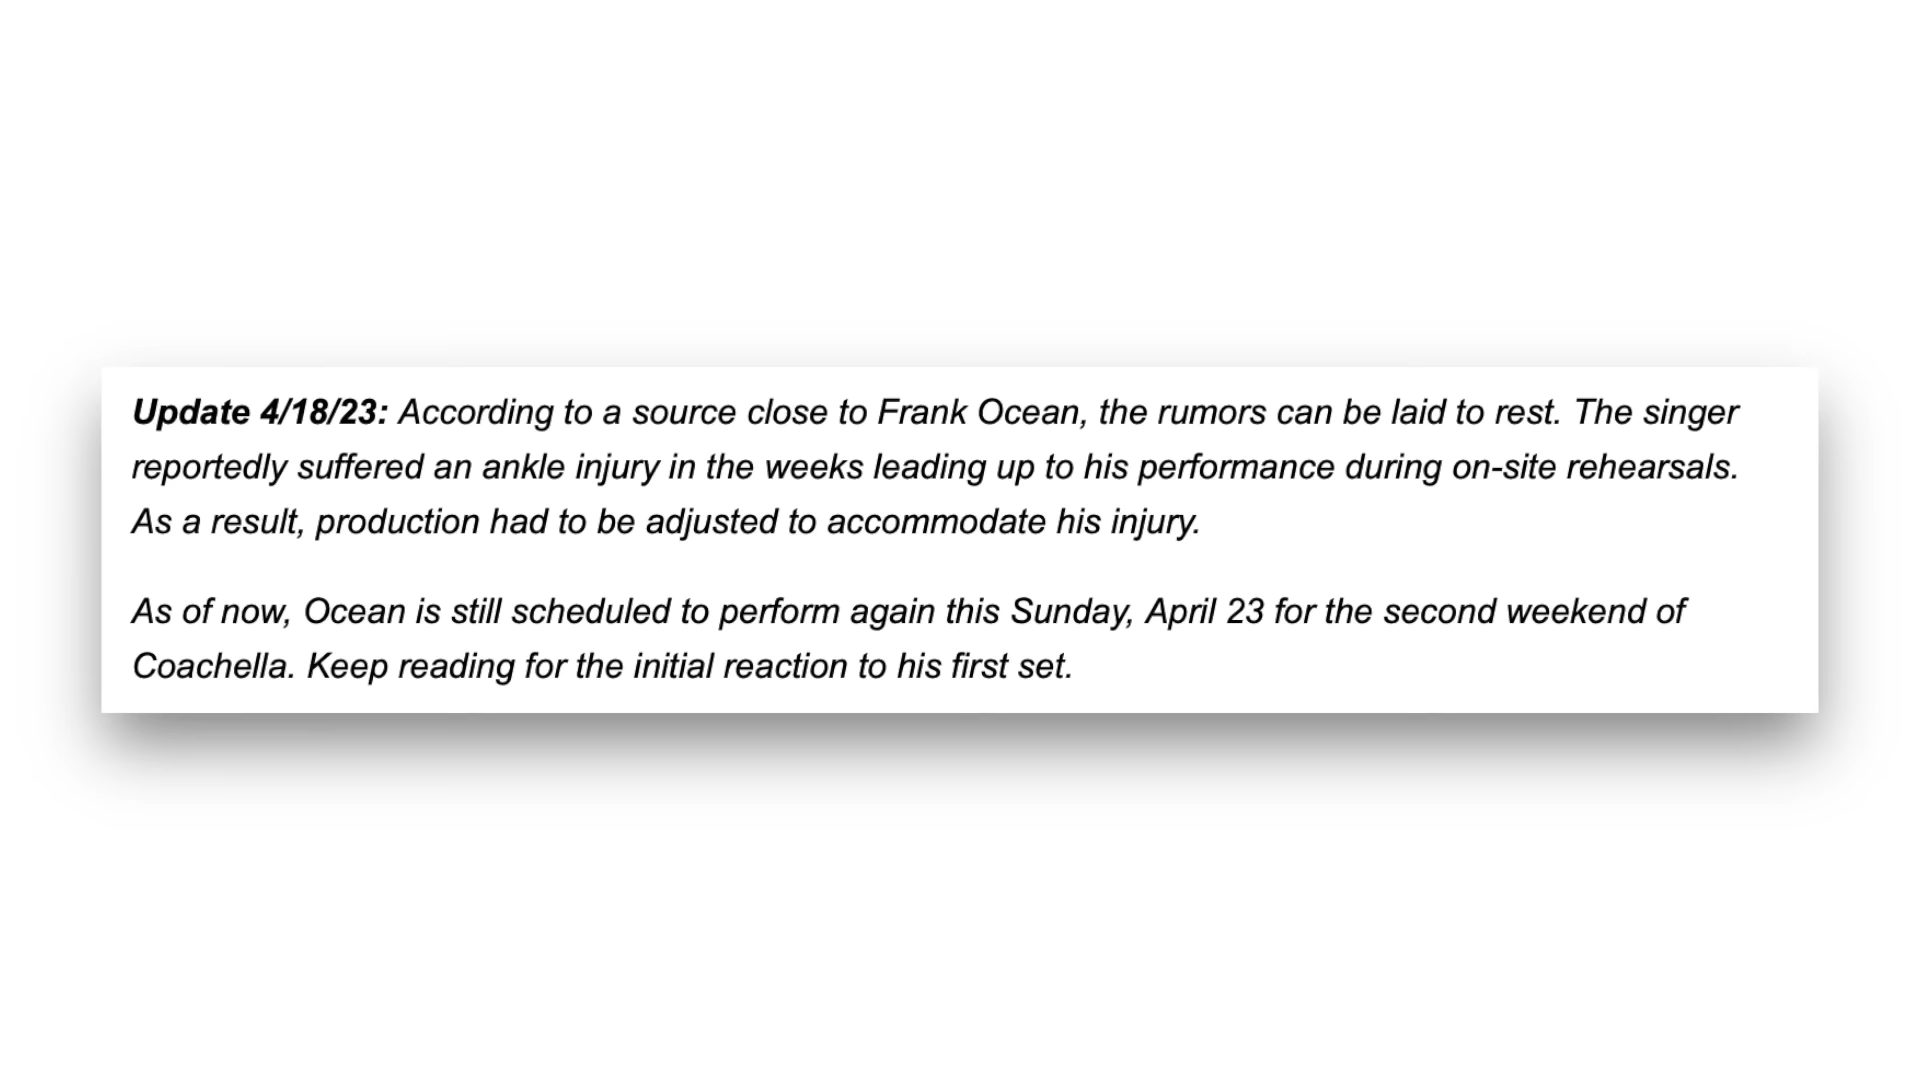 Update 4/18/23: According to a source close to Frank Ocean, the rumors can be laid to rest. The singer
reportedly suffered an ankle injury in the weeks leading up to his performance during on-site rehearsals.
As a result, production had to be adjusted to accommodate his injury.
As of now, Ocean is still scheduled to perform again this Sunday, April 23 for the second weekend of
Coachella. Keep reading for the initial reaction to his first set.